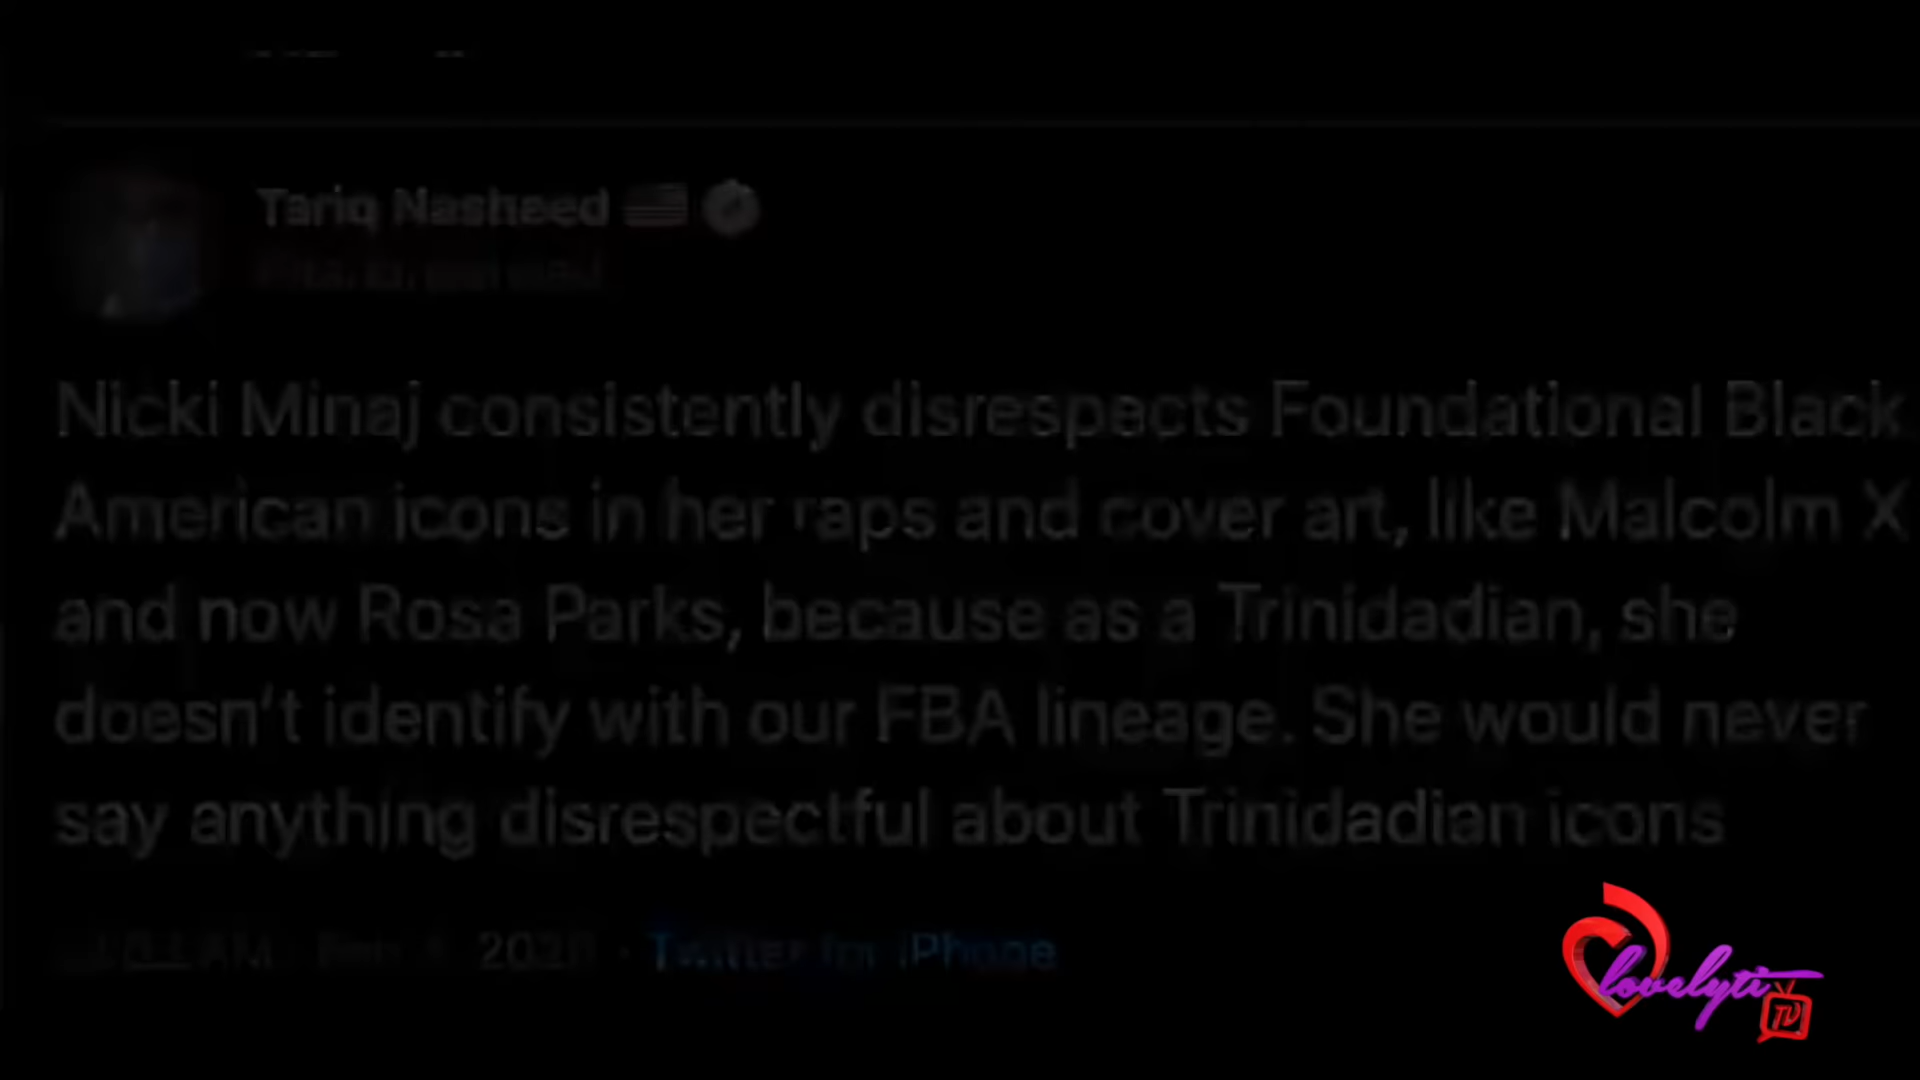 Tariq Nasheed
Nicki Minaj consistently disrespects Foundational Black
American icons in her raps and cover art, like Malcolm X
and now Rosa Parks, because as a Trinidadian, she
doesn't identify with our FBA lineage. She would never
say anything disrespectful about Trinidadian icons
AM · 2020 · Twitter for iPhone
lovelyti
TV